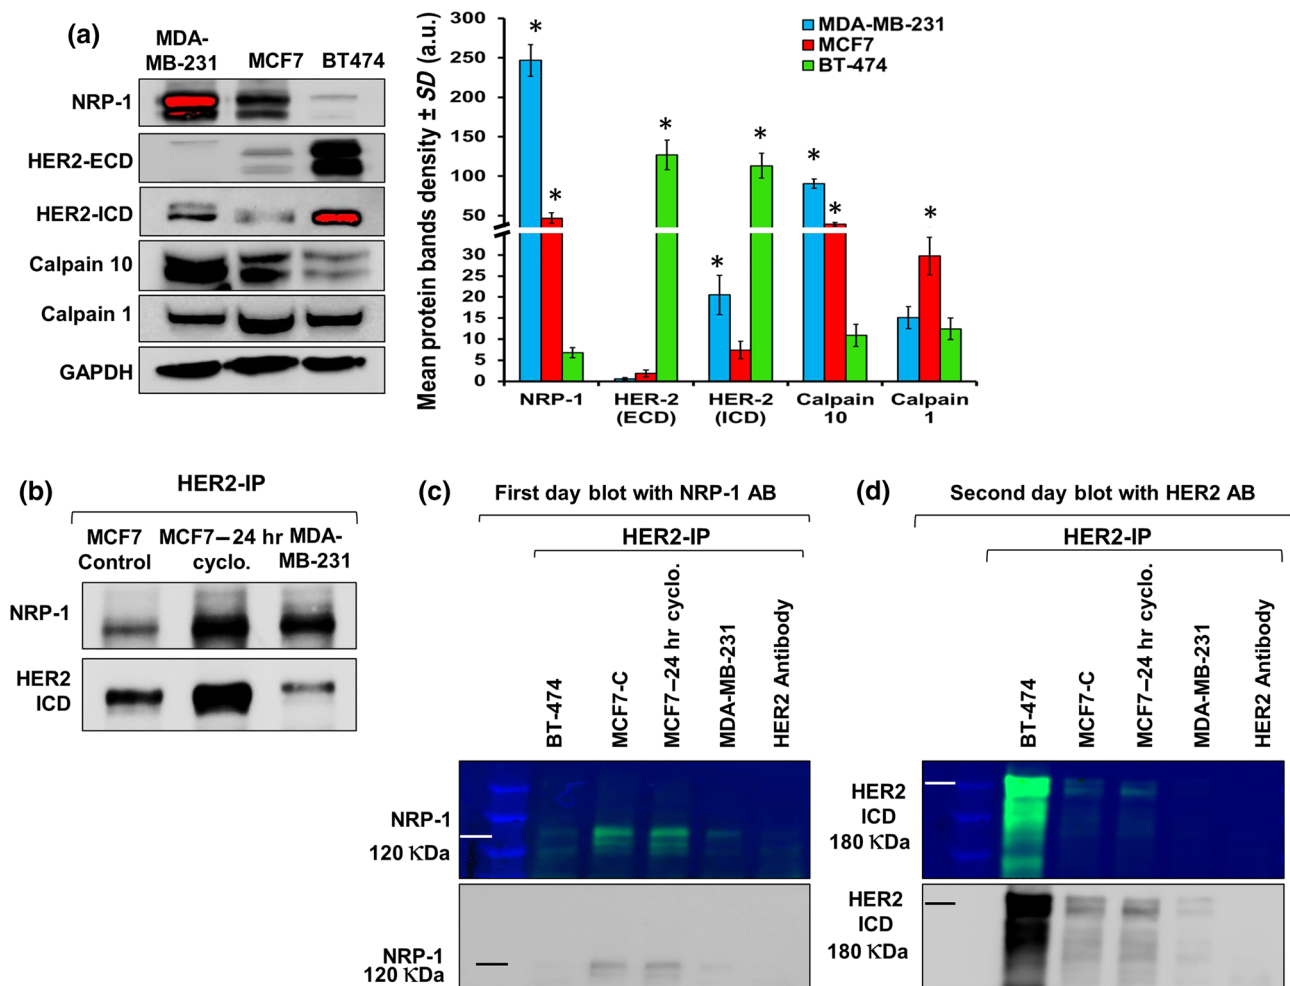 (a)
MDA-
MB-231
MCF7
BT474
NRP-1
HER2-ECD
HER2-ICD
Calpain 10
Calpain 1
GAPDH
Mean protein bands density ± SD (a.u.)
300
250
200
150
100
50
30
25
20
15
10
5
0
* * * * * * * *
MDA-MB-231
MCF7
BT-474
NRP-1
HER-2
(ECD)
HER-2
(ICD)
Calpain
10
Calpain
1
(b)
HER2-IP
MCF7
Control
MCF7–24 hr
cyclo.
MDA-
MB-231
NRP-1
HER2
ICD
(c)
First day blot with NRP-1 AB
HER2-IP
BT-474
MCF7-C
MCF7–24 hr cyclo.
MDA-MB-231
HER2 Antibody
NRP-1
120 KDa
NRP-1
120 KDa
(d)
Second day blot with HER2 AB
HER2-IP
BT-474
MCF7-C
MCF7–24 hr cyclo.
MDA-MB-231
HER2 Antibody
HER2
ICD
180 KDa
HER2
ICD
180 KDa